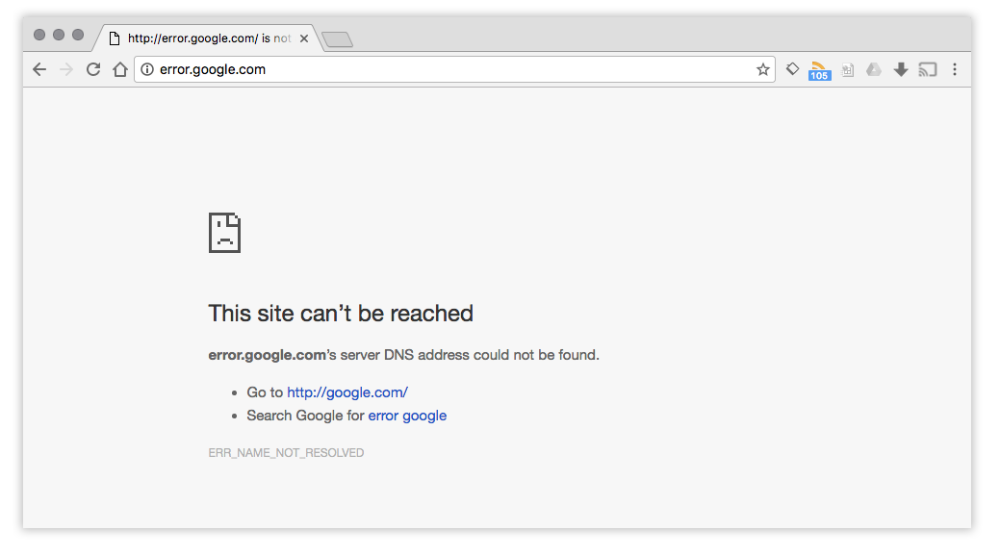 http://error.google.com/ is not
error.google.com
105
This site can’t be reached
error.google.com’s server DNS address could not be found.
• Go to http://google.com/
• Search Google for error google
ERR_NAME_NOT_RESOLVED